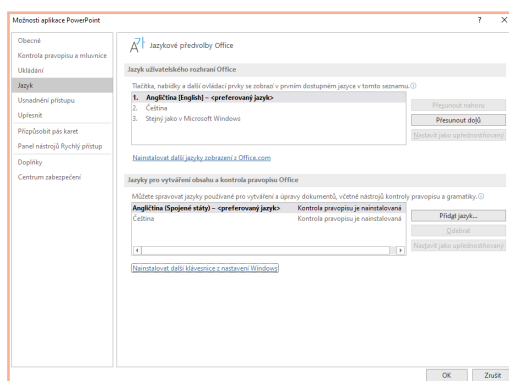 Možnosti aplikace PowerPoint
?
Obecné
Kontrola pravopisu a mluvnice
Ukládání
Jazyk
Usnadnění přístupu
Upřesnit
Přizpůsobit pás karet
Panel nástrojů Rychlý přístup
Doplňky
Centrum zabezpečení
A가 Jazykové předvolby Office
Jazyk uživatelského rozhraní Office
Tlačítka, nabídky a další ovládací prvky se zobrazí v prvním dostupném jazyce v tomto seznamu.
1. Angličtina [English] – <preferovaný jazyk>
2. Čeština
3. Stejný jako v Microsoft Windows
Přesunout nahoru
Přesunout dolů
Nastavit jako upřednostňovaný
Nainstalovat další jazyky zobrazení z Office.com
Jazyky pro vytváření obsahu a kontrola pravopisu Office
Můžete spravovat jazyky používané pro vytváření a úpravy dokumentů, včetně nástrojů kontroly pravopisu a gramatiky.
Angličtina (Spojené státy) – <preferovaný jazyk> Kontrola pravopisu je nainstalovaná
Čeština Kontrola pravopisu je nainstalovaná
Přidat jazyk...
Odebrat
Nastavit jako upřednostňovaný
Nainstalovat další klávesnice z nastavení Windows
OK Zrušit